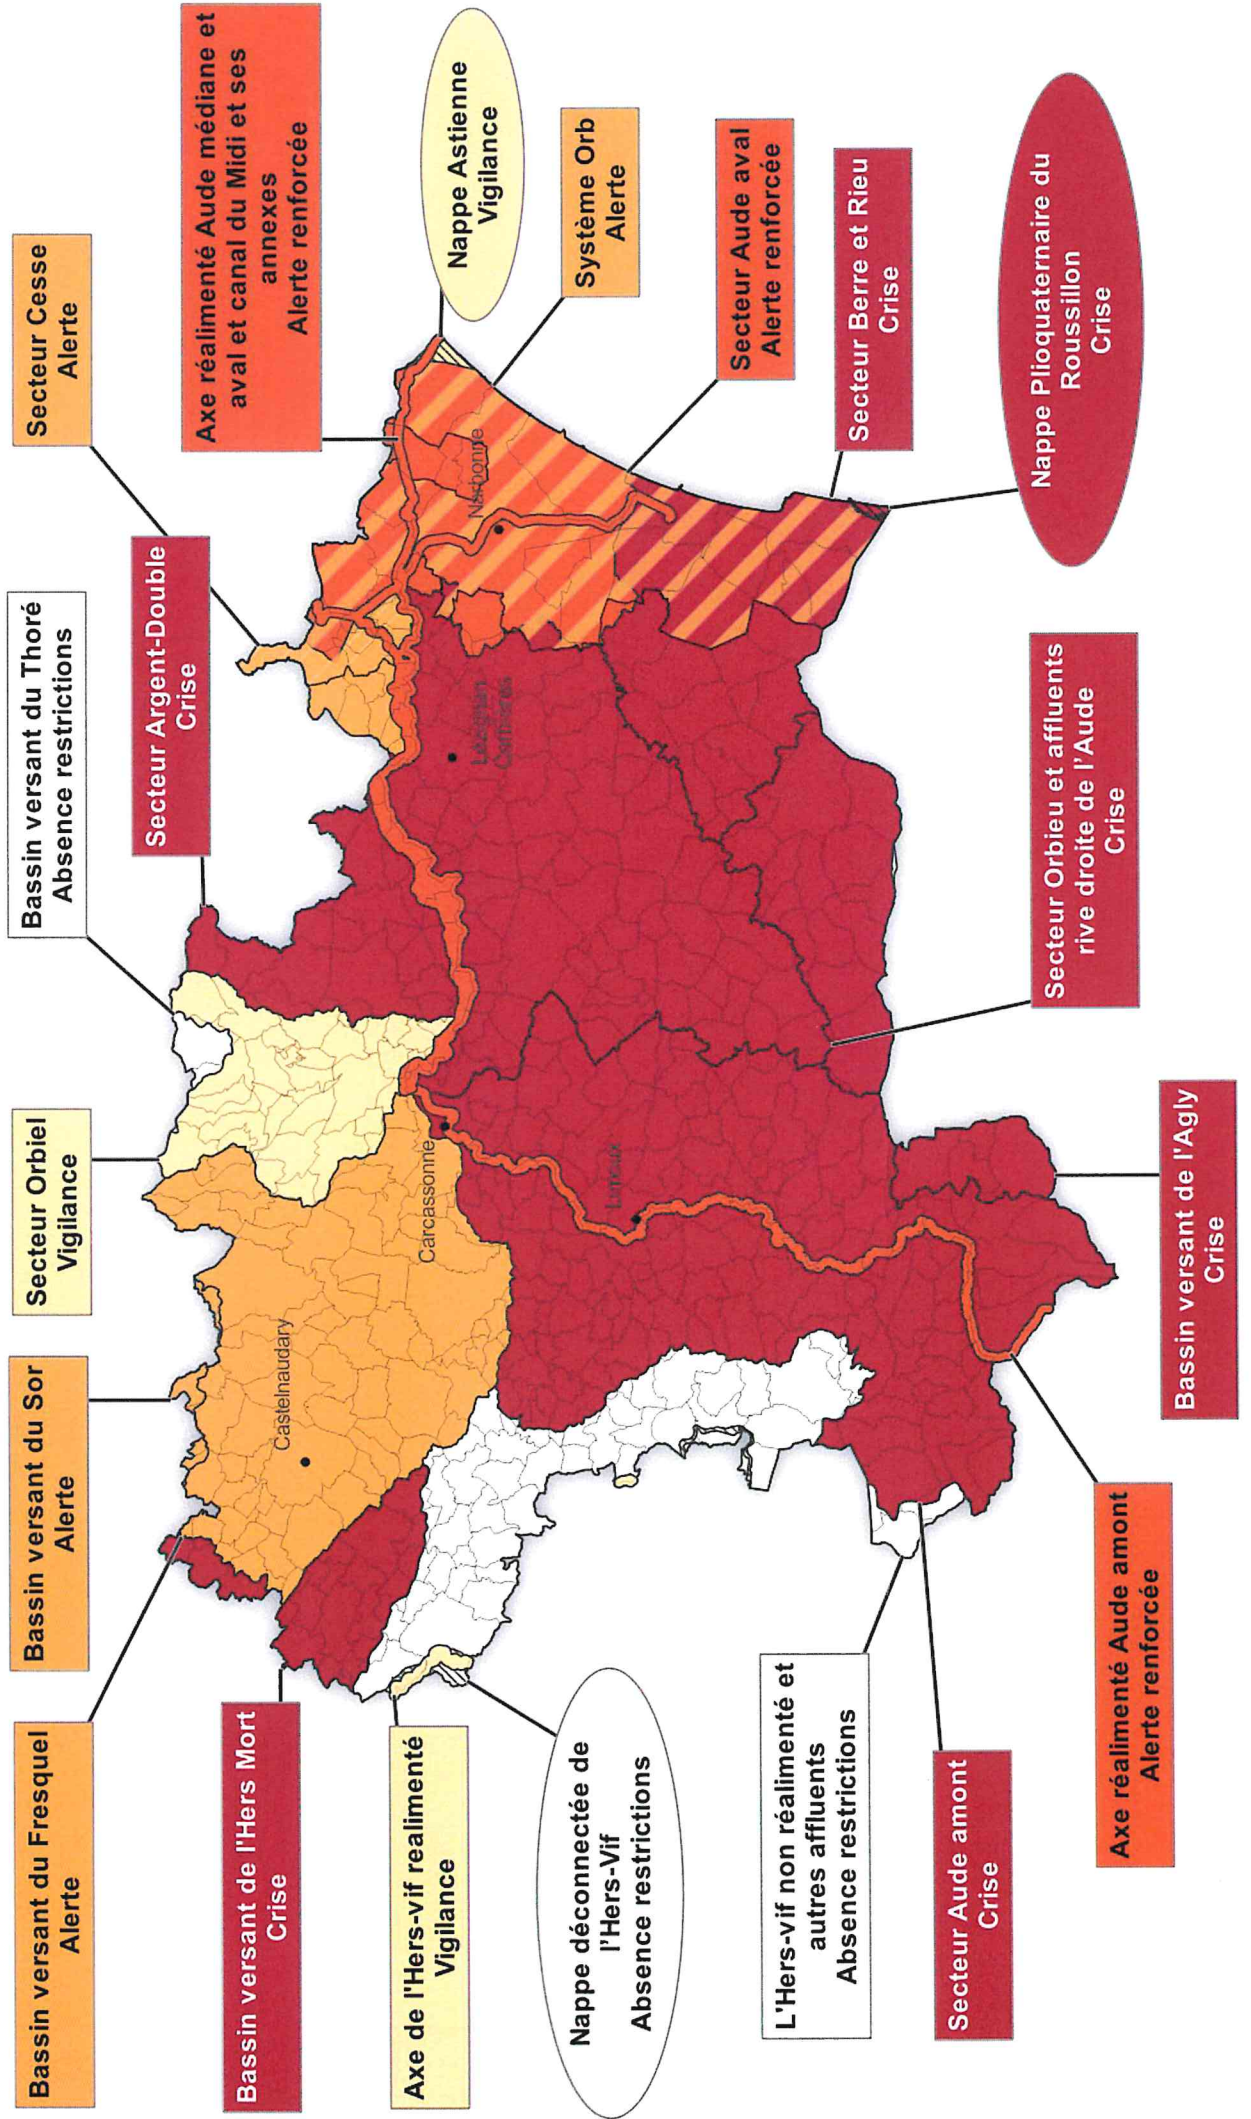 Bassin versant du Fresquel
Alerte
Bassin versant du Sor
Alerte
Secteur Orbiel
Vigilance
Bassin versant du Thoré
Absence restrictions
Secteur Cesse
Alerte
Bassin versant de l'Hers Mort
Crise
Secteur Argent-Double
Crise
Axe réalimenté Aude médiane et
aval et canal du Midi et ses
annexes
Alerte renforcée
Axe de l'Hers-vif realimenté
Vigilance
Nappe Astienne
Vigilance
Castelnaudary
Carcassonne
Lézignan
Corbières
Narbonne
Limoux
Nappe déconnectée de
l'Hers-Vif
Absence restrictions
Système Orb
Alerte
Secteur Aude aval
Alerte renforcée
L'Hers-vif non réalimenté et
autres affluents
Absence restrictions
Secteur Berre et Rieu
Crise
Secteur Aude amont
Crise
Secteur Orbieu et affluents
rive droite de l'Aude
Crise
Nappe Plioquaternaire du
Roussillon
Crise
Axe réalimenté Aude amont
Alerte renforcée
Bassin versant de l'Agly
Crise